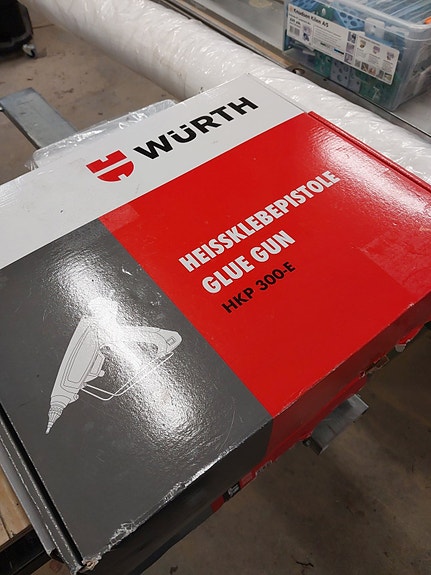 WÜRTH
HEISSKLEBEPISTOLE
GLUE GUN
HKP 300-E